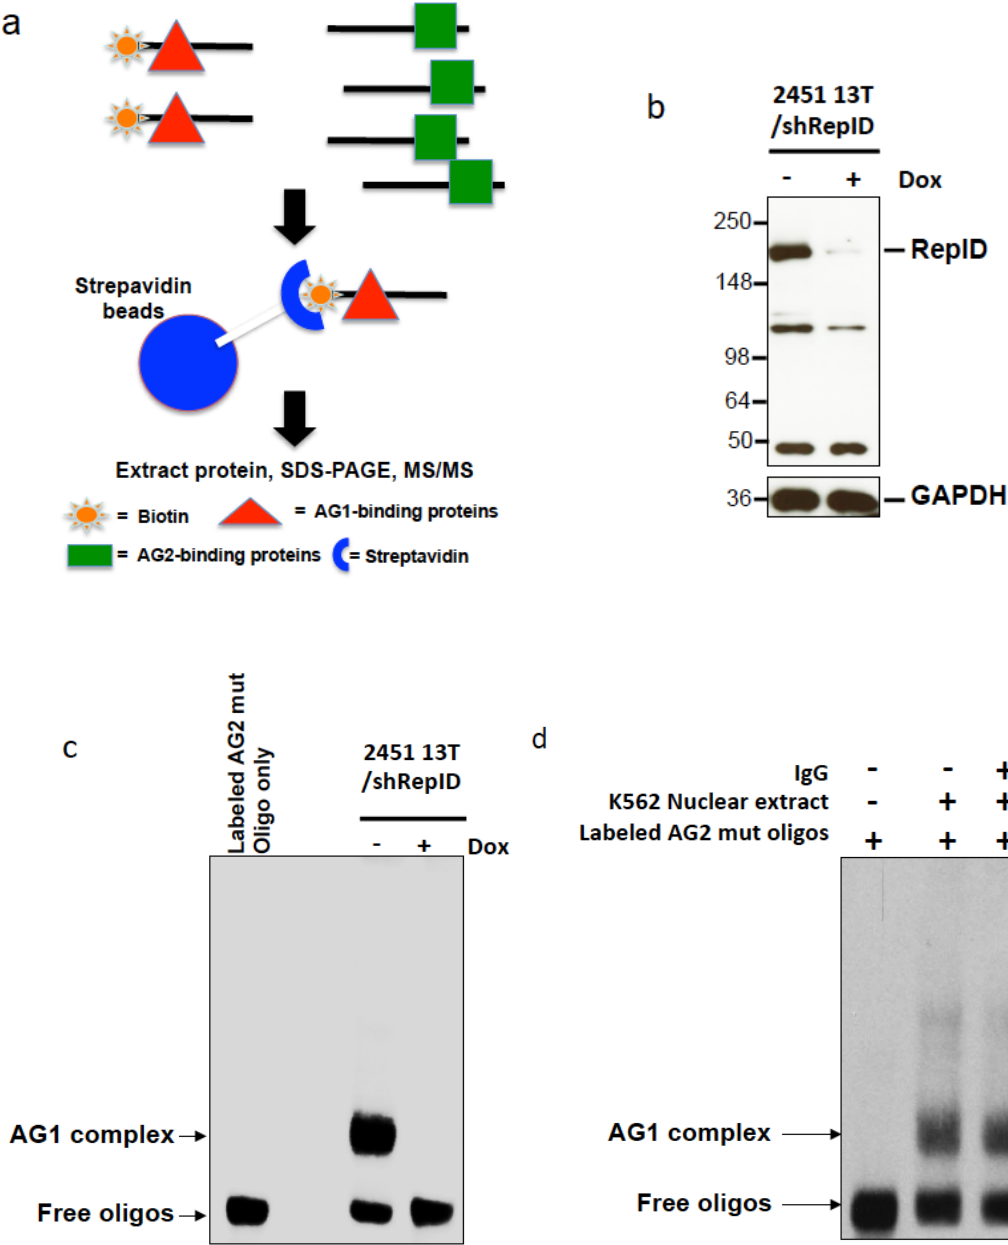 a
Strepavidin
beads
Extract protein, SDS-PAGE, MS/MS
= Biotin
= AG1-binding proteins
= AG2-binding proteins
= Streptavidin
b
2451 13T
/shRepID
- + Dox
250
RepID
148
98
64
50
36
GAPDH
c
Labeled AG2 mut
Oligo only
2451 13T
/shRepID
- + Dox
AG1 complex
Free oligos
d
IgG - - +
K562 Nuclear extract - + +
Labeled AG2 mut oligos + + +
AG1 complex
Free oligos